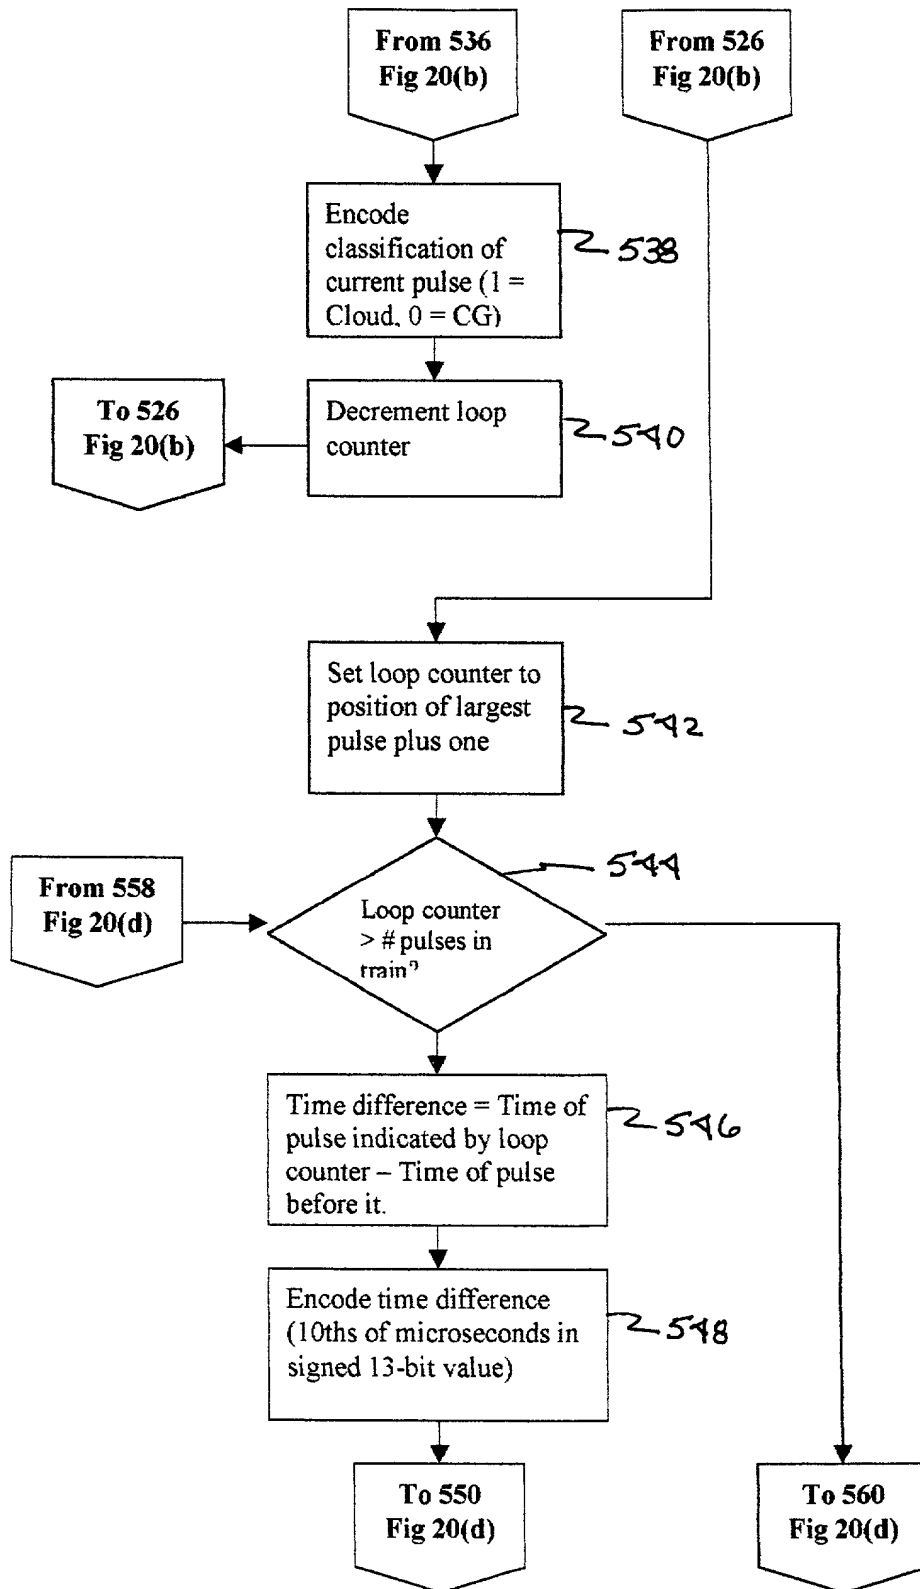 From 536
Fig 20(b)
From 526
Fig 20(b)
Encode
classification of
current pulse (1 =
Cloud, 0 = CG)
538
To 526
Fig 20(b)
Decrement loop
counter
540
Set loop counter to
position of largest
pulse plus one
542
544
From 558
Fig 20(d)
Loop counter
> # pulses in
train?
Time difference = Time of
pulse indicated by loop
counter – Time of pulse
before it.
546
Encode time difference
(10ths of microseconds in
signed 13-bit value)
548
To 550
Fig 20(d)
To 560
Fig 20(d)